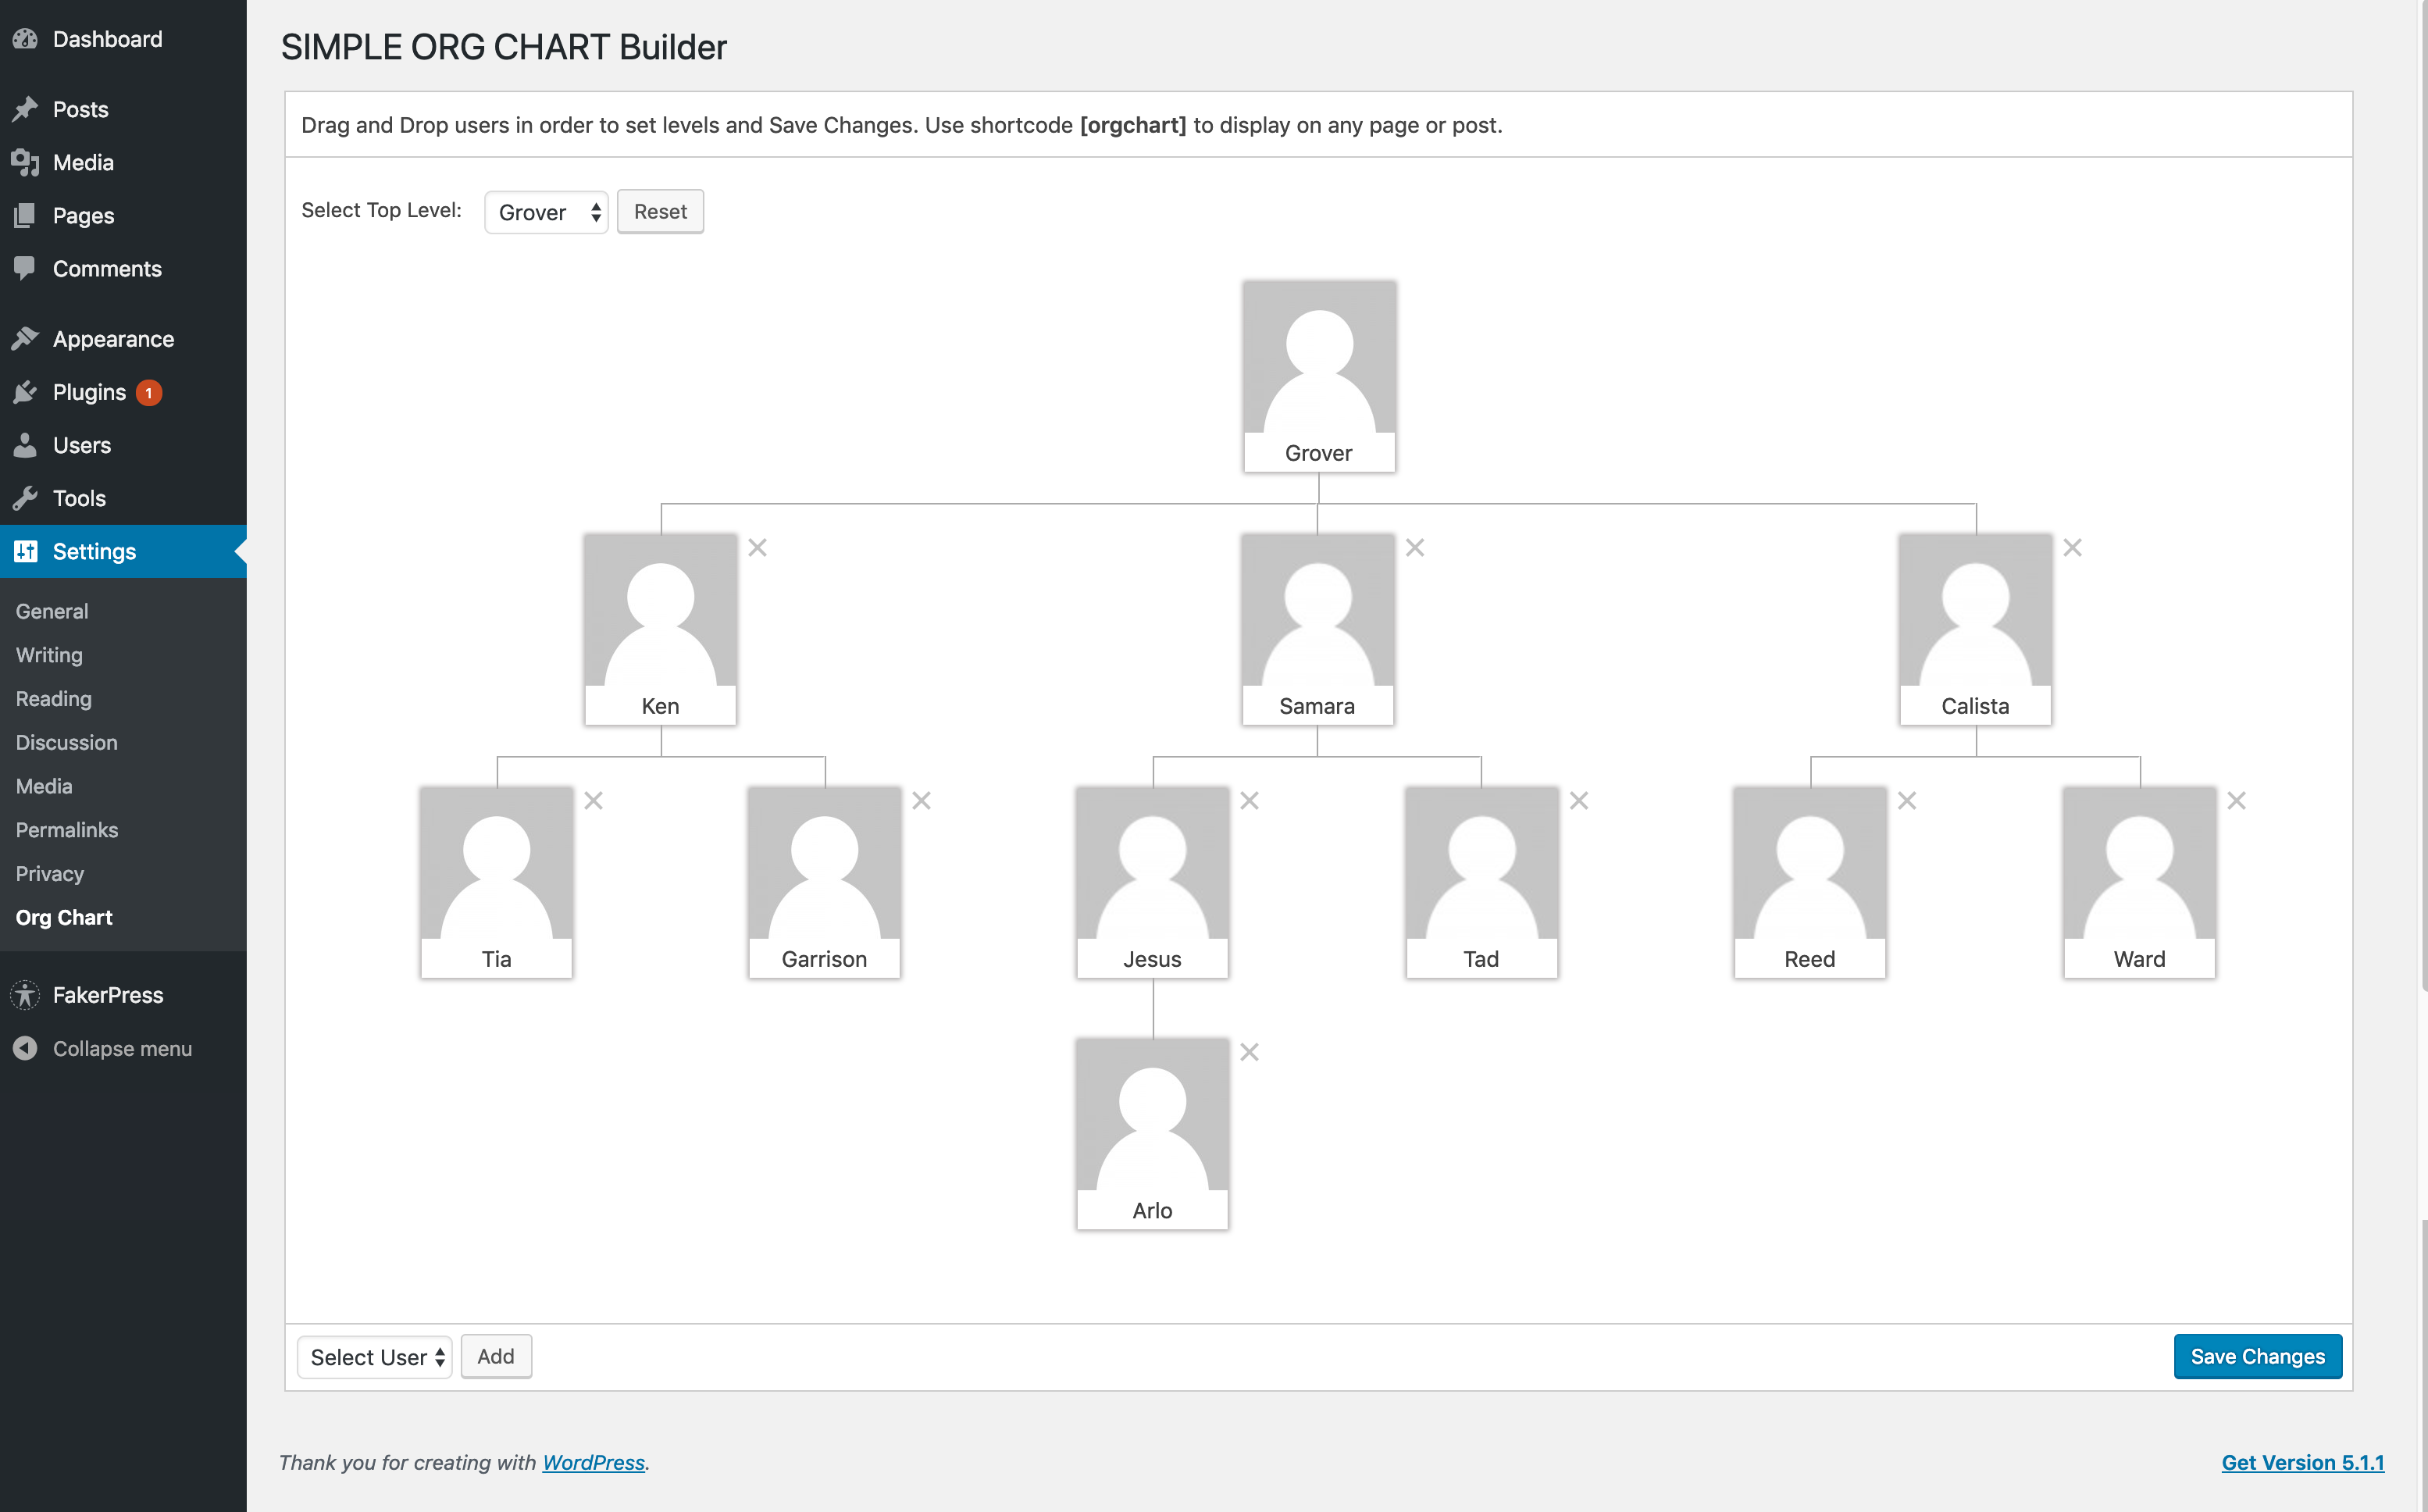 Dashboard
Posts
Media
Pages
Comments
Appearance
Plugins 1
Users
Tools
Settings
General
Writing
Reading
Discussion
Media
Permalinks
Privacy
Org Chart
FakerPress
Collapse menu
SIMPLE ORG CHART Builder
Drag and Drop users in order to set levels and Save Changes. Use shortcode [orgchart] to display on any page or post.
Select Top Level: Grover Reset
Grover
Ken Samara Calista
Tia Garrison Jesus Tad Reed Ward
Arlo
Select User Add Save Changes
Thank you for creating with WordPress. Get Version 5.1.1